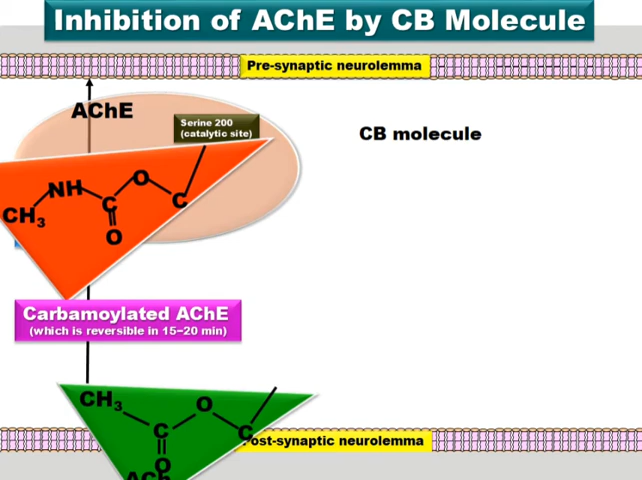 Inhibition of AChE by CB Molecule
Pre-synaptic neurolemma
AChE
Serine 200
(catalytic site)
CB molecule
NH
O
CH3
C
C
O
Carbamoylated AChE
(which is reversible in 15–20 min)
CH3
O
C
C
ost-synaptic neurolemma
O
ACh